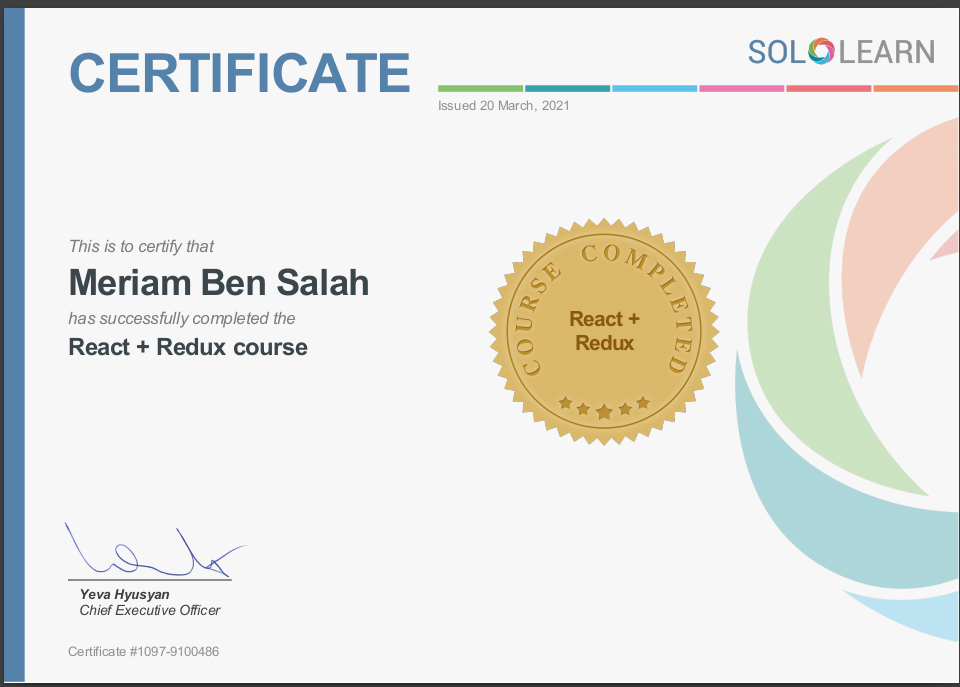 CERTIFICATE
SOLOLEARN
Issued 20 March, 2021
This is to certify that
Meriam Ben Salah
has successfully completed the
React + Redux course
COURSE COMPLETED
React +
Redux
Yeva Hyusyan
Chief Executive Officer
Certificate #1097-9100486